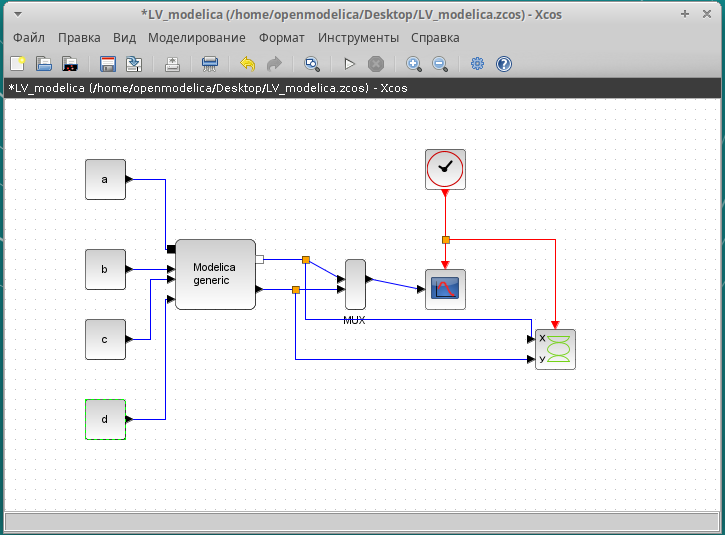 *LV_modelica (/home/openmodelica/Desktop/LV_modelica.zcos) - Xcos
Файл Правка Вид Моделирование Формат Инструменты Справка
*LV_modelica (/home/openmodelica/Desktop/LV_modelica.zcos) - Xcos
a
b
Modelica
generic
c
MUX
X
y
d